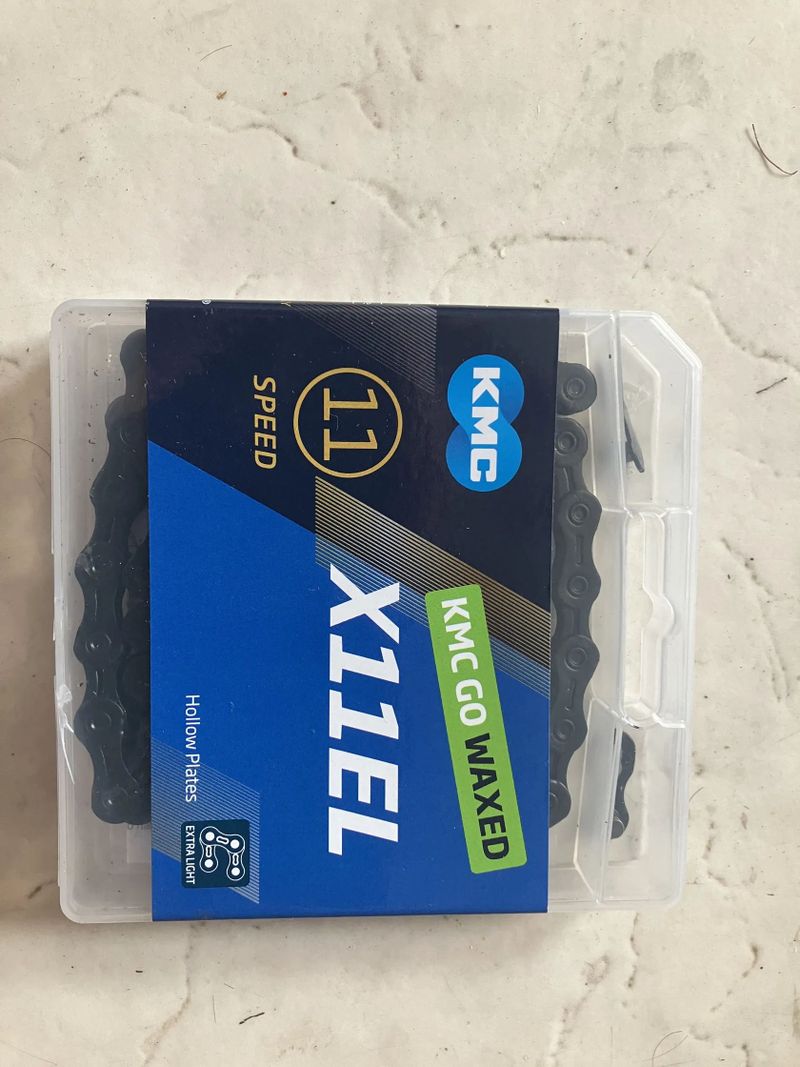 KMC
11
SPEED
KMC GO WAXED
X11EL
Hollow Plates
EXTRA LIGHT